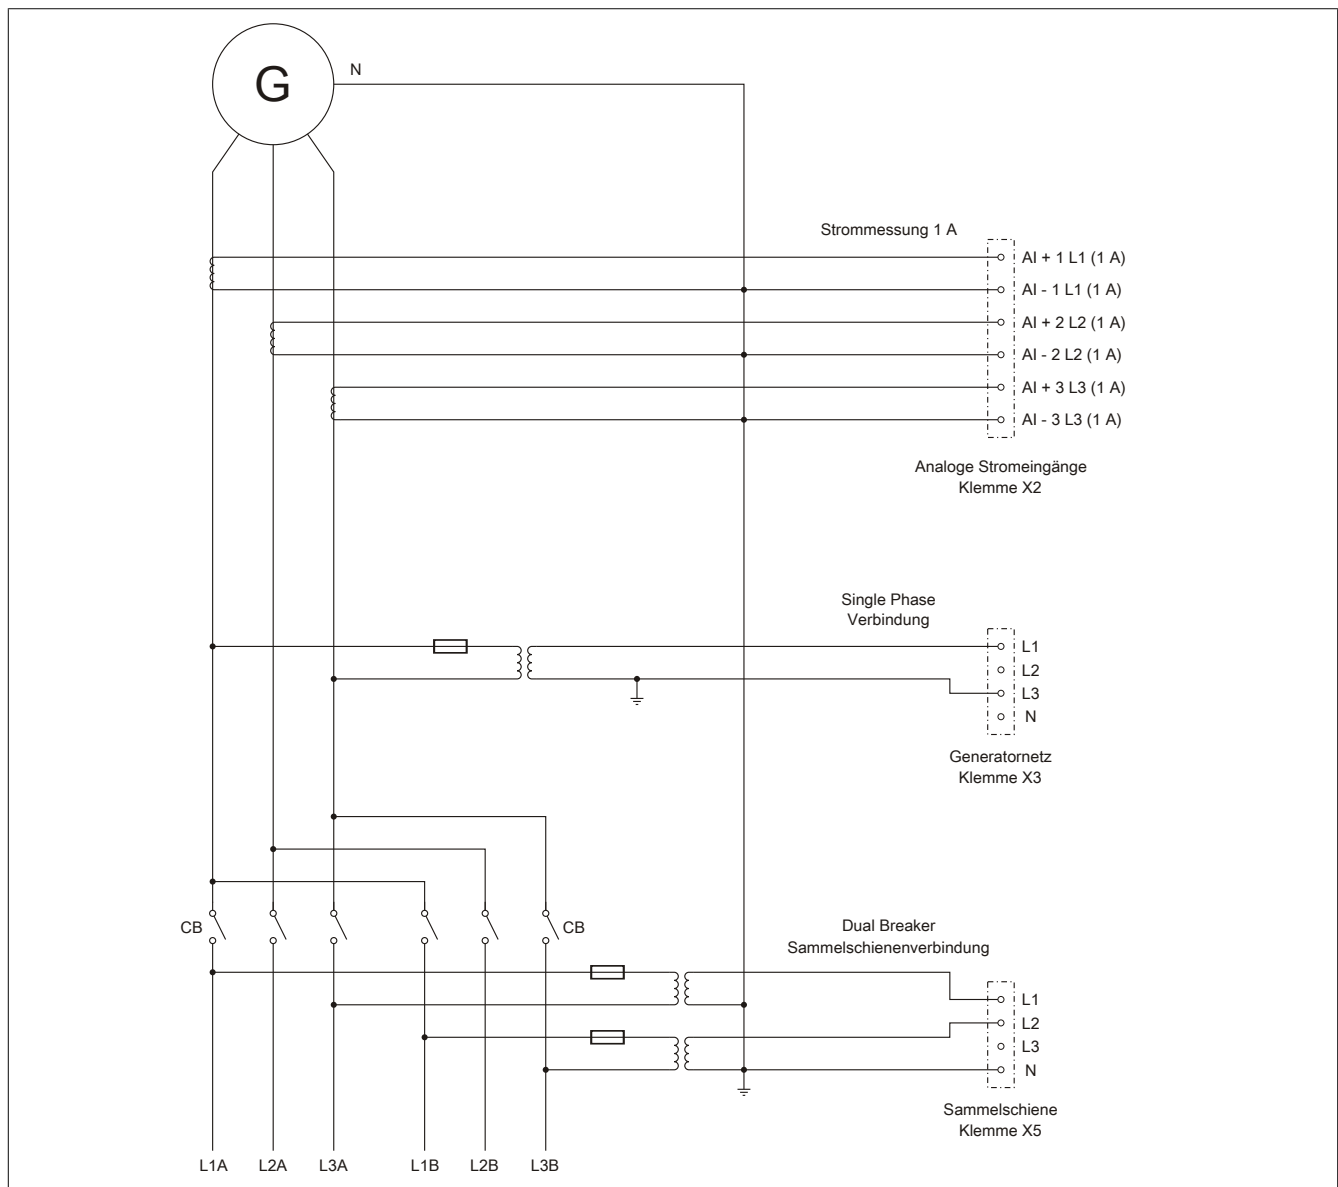 N
G
Strommessung 1 A
AI + 1 L1 (1 A)
AI - 1 L1 (1 A)
AI + 2 L2 (1 A)
AI - 2 L2 (1 A)
AI + 3 L3 (1 A)
AI - 3 L3 (1 A)
Analoge Stromeingänge
Klemme X2
Single Phase
Verbindung
L1
L2
L3
N
Generatornetz
Klemme X3
CB
CB
Dual Breaker
Sammelschienenverbindung
L1
L2
L3
N
Sammelschiene
Klemme X5
L1A
L2A
L3A
L1B
L2B
L3B